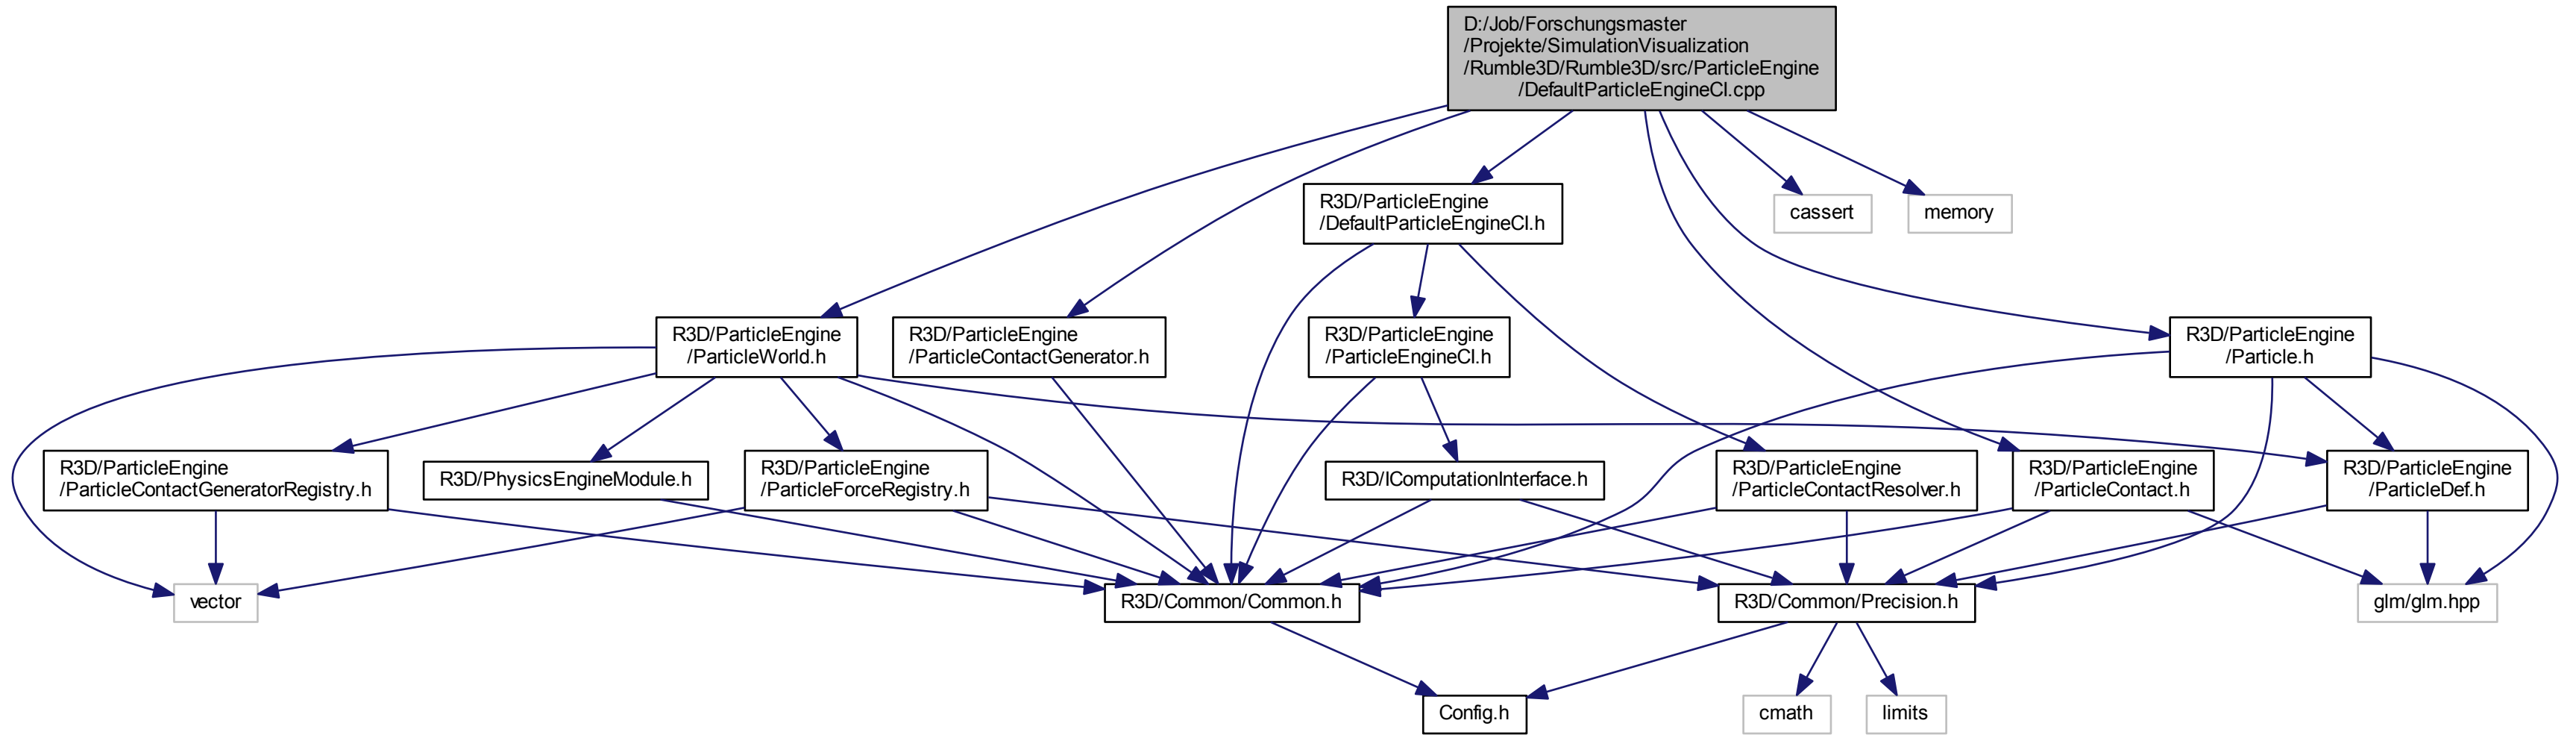 D:/Job/Forschungsmaster
/Projekte/SimulationVisualization
/Rumble3D/Rumble3D/src/ParticleEngine
/DefaultParticleEngineCI.cpp
R3D/ParticleEngine
/DefaultParticleEngineCI.h
cassert
memory
R3D/ParticleEngine
/ParticleWorld.h
R3D/ParticleEngine
/ParticleContactGenerator.h
R3D/ParticleEngine
/ParticleEngineCI.h
R3D/ParticleEngine
/Particle.h
R3D/ParticleEngine
/ParticleContactGeneratorRegistry.h
R3D/PhysicsEngineModule.h
R3D/ParticleEngine
/ParticleForceRegistry.h
R3D/IComputationInterface.h
R3D/ParticleEngine
/ParticleContactResolver.h
R3D/ParticleEngine
/ParticleContact.h
R3D/ParticleEngine
/ParticleDef.h
vector
R3D/Common/Common.h
R3D/Common/Precision.h
glm/glm.hpp
Config.h
cmath
limits